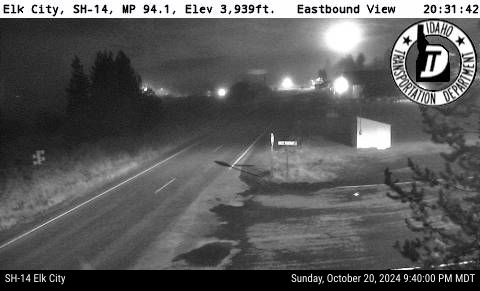 Elk City, SH-14, MP 94.1, Elev 3,939ft. Eastbound View 20:31:42
IDAHO
TRANSPORTATION DEPARTMENT
SH-14 Elk City Sunday, October 20, 2024 9:40:00 PM MDT